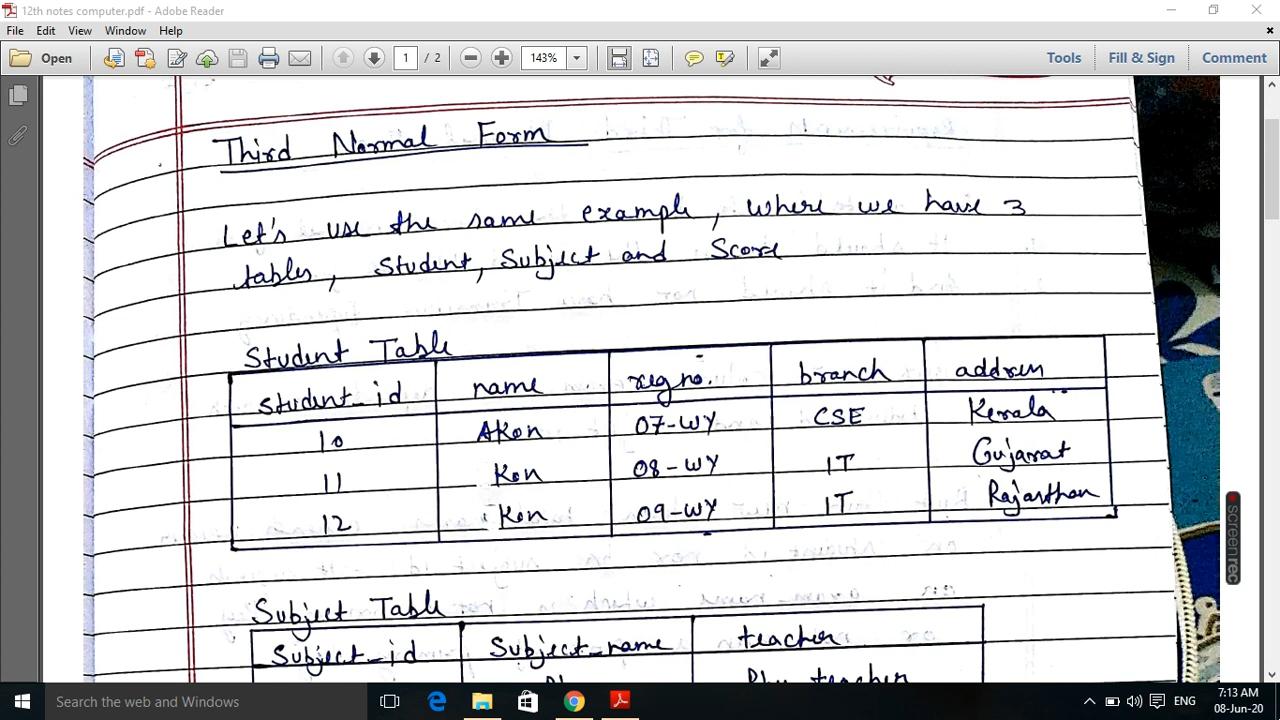 12th notes computer.pdf - Adobe Reader
File Edit View Window Help
Open 1 / 2 143% Tools Fill & Sign Comment
Third Normal Form
Let's use the same example, where we have 3
tables, Student, Subject and Score
Student Table
student_id name reg no. branch address
10 Akon 07-WY CSE Kerala
11 Kon 08-WY IT Gujarrat
12 Kon 09-WY IT Rajasthan
Subject Table
Subject_id Subject_name teacher
teacher
screenrec
Search the web and Windows
ENG 7:13 AM
08-Jun-20